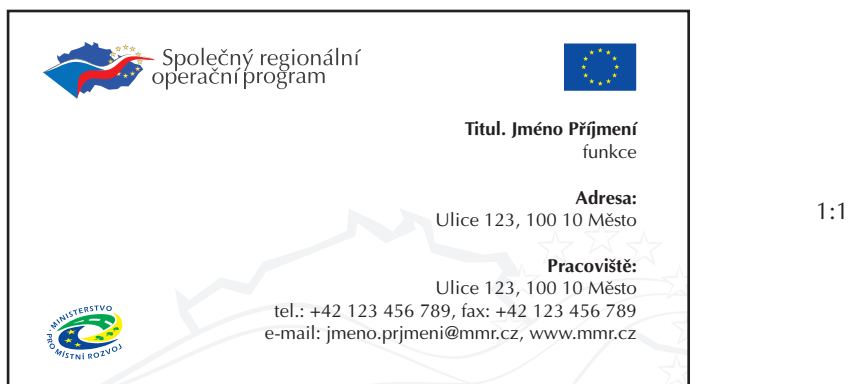 Společný regionální
operační program
Titul. Jméno Příjmení
funkce
Adresa:
Ulice 123, 100 10 Město
1:1
Pracoviště:
Ulice 123, 100 10 Město
tel.: +42 123 456 789, fax: +42 123 456 789
e-mail: jmeno.prjmeni@mmr.cz, www.mmr.cz
MINISTERSTVO
PRO MÍSTNÍ ROZVOJ